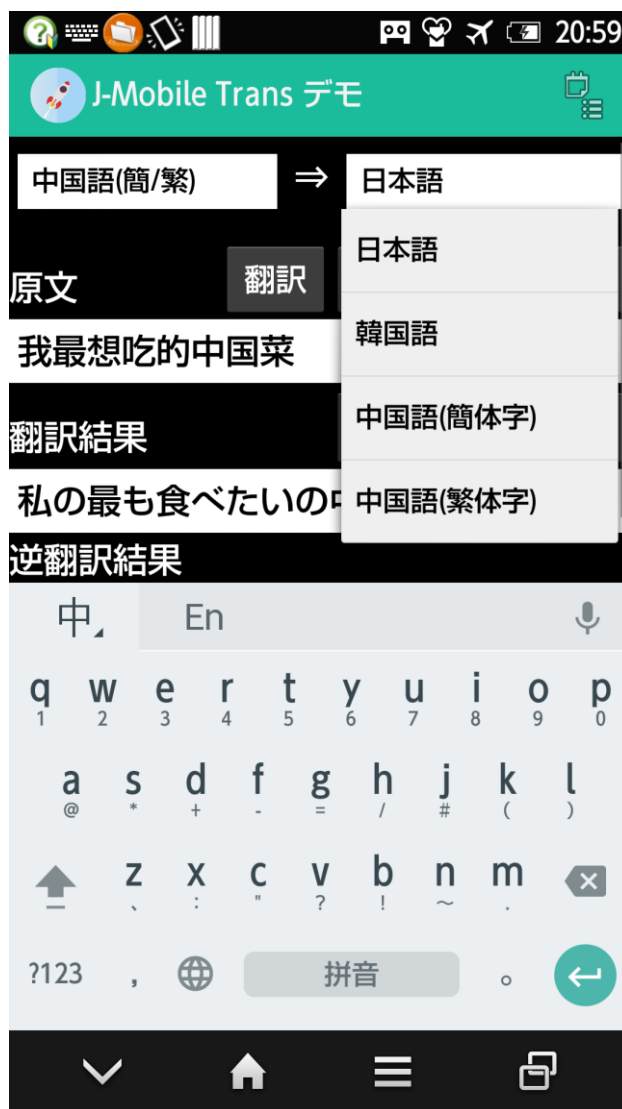 20:59
J-Mobile Trans デモ
中国語(簡/繁) ⇒ 日本語
日本語
原文 翻訳
韓国語
我最想吃的中国菜
中国語(簡体字)
翻訳結果
私の最も食べたいの
中国語(繁体字)
逆翻訳結果
中 En
q w e r t y u i o p
1 2 3 4 5 6 7 8 9 0
a s d f g h j k l
@ * + - = / # ( )
z x c v b n m
、 : " ? ! ～ .
?123 , 拼音 。